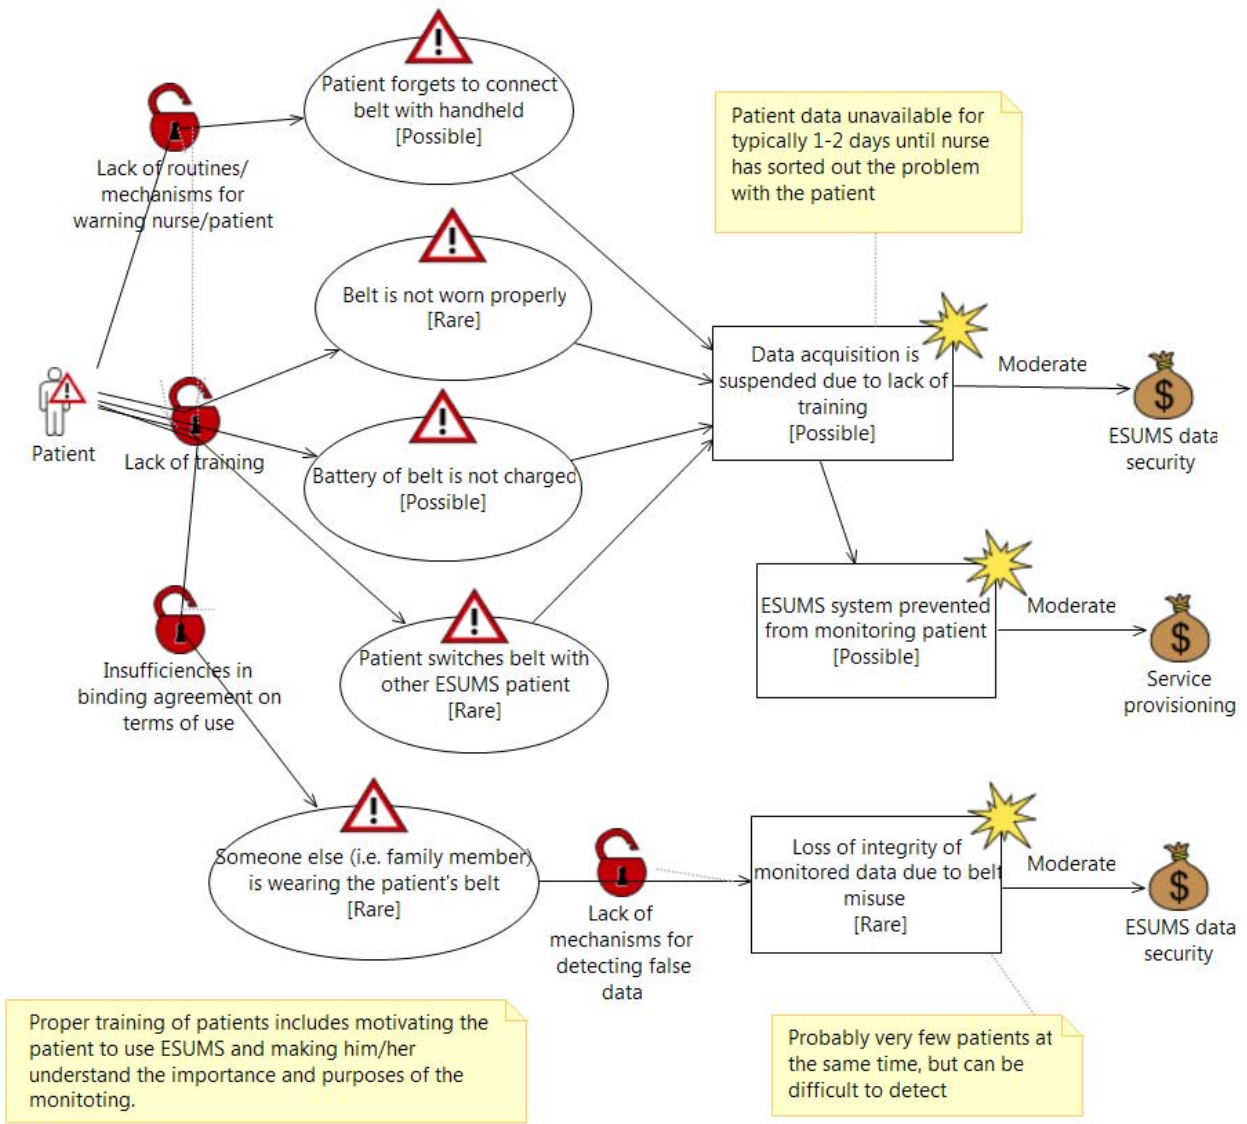 Patient forgets to connect
belt with handheld
[Possible]
Lack of routines/
mechanisms for
warning nurse/patient
Patient data unavailable for
typically 1-2 days until nurse
has sorted out the problem
with the patient
Belt is not worn properly
[Rare]
Patient
Lack of training
Battery of belt is not charged
[Possible]
Data acquisition is
suspended due to lack of
training
[Possible]
Moderate
ESUMS data
security
Insufficiencies in
binding agreement on
terms of use
Patient switches belt with
other ESUMS patient
[Rare]
ESUMS system prevented
from monitoring patient
[Possible]
Moderate
Service
provisioning
Someone else (i.e. family member)
is wearing the patient's belt
[Rare]
Lack of
mechanisms for
detecting false
data
Loss of integrity of
monitored data due to belt
misuse
[Rare]
Moderate
ESUMS data
security
Proper training of patients includes motivating the
patient to use ESUMS and making him/her
understand the importance and purposes of the
monitoting.
Probably very few patients at
the same time, but can be
difficult to detect